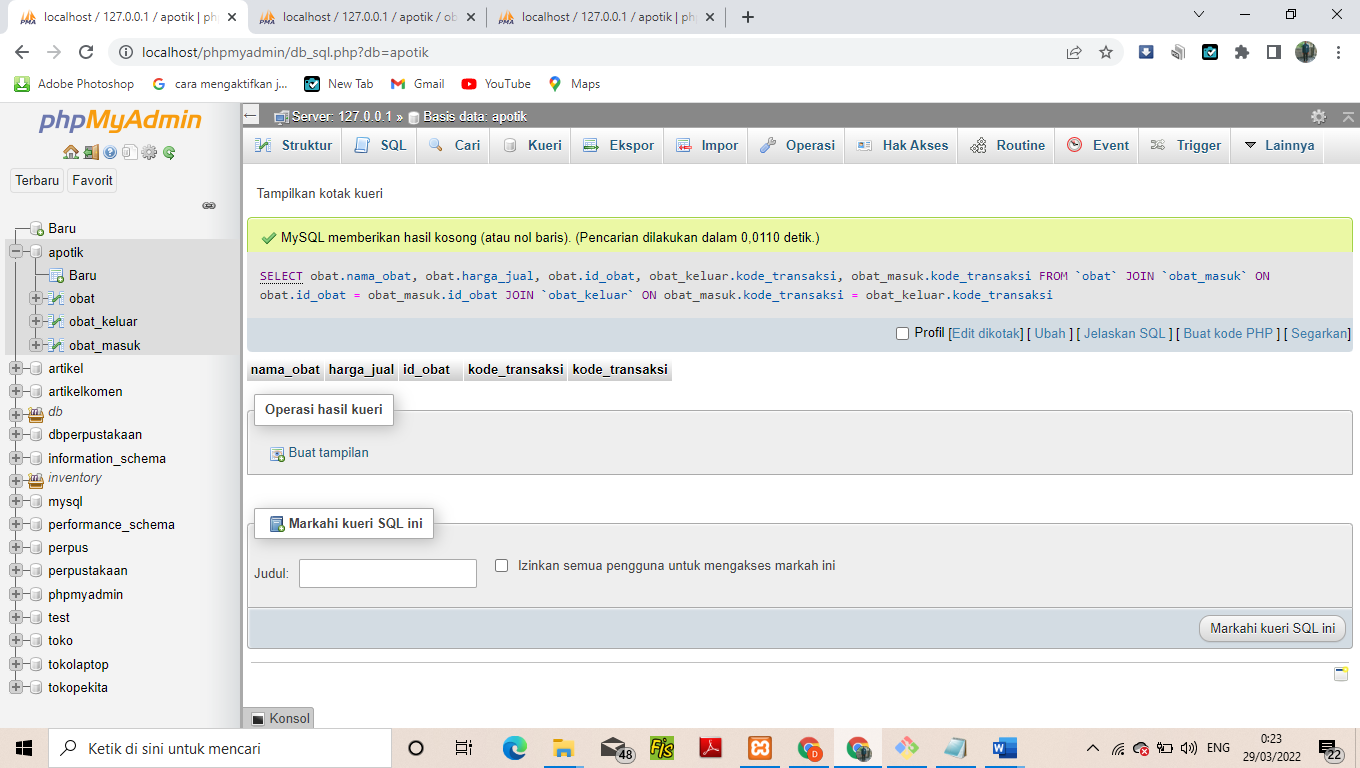 localhost / 127.0.0.1 / apotik | ph
localhost / 127.0.0.1 / apotik / ob
localhost / 127.0.0.1 / apotik | ph
localhost/phpmyadmin/db_sql.php?db=apotik
Adobe Photoshop
cara mengaktifkan j...
New Tab
Gmail
YouTube
Maps
phpMyAdmin
Terbaru Favorit
Baru
apotik
Baru
obat
obat_keluar
obat_masuk
artikel
artikelkomen
db
dbperpustakaan
information_schema
inventory
mysql
performance_schema
perpus
perpustakaan
phpmyadmin
test
toko
tokolaptop
tokopekita
Server: 127.0.0.1 » Basis data: apotik
Struktur SQL Cari Kueri Ekspor Impor Operasi Hak Akses Routine Event Trigger Lainnya
Tampilkan kotak kueri
MySQL memberikan hasil kosong (atau nol baris). (Pencarian dilakukan dalam 0,0110 detik.)
SELECT obat.nama_obat, obat.harga_jual, obat.id_obat, obat_keluar.kode_transaksi, obat_masuk.kode_transaksi FROM `obat` JOIN `obat_masuk` ON
obat.id_obat = obat_masuk.id_obat JOIN `obat_keluar` ON obat_masuk.kode_transaksi = obat_keluar.kode_transaksi
Profil [Edit dikotak] [ Ubah ] [ Jelaskan SQL ] [ Buat kode PHP ] [ Segarkan]
nama_obat harga_jual id_obat kode_transaksi kode_transaksi
Operasi hasil kueri
Buat tampilan
Markahi kueri SQL ini
Judul:
Izinkan semua pengguna untuk mengakses markah ini
Markahi kueri SQL ini
Konsol
Ketik di sini untuk mencari
48
Fis
D
ENG
0:23
29/03/2022
22